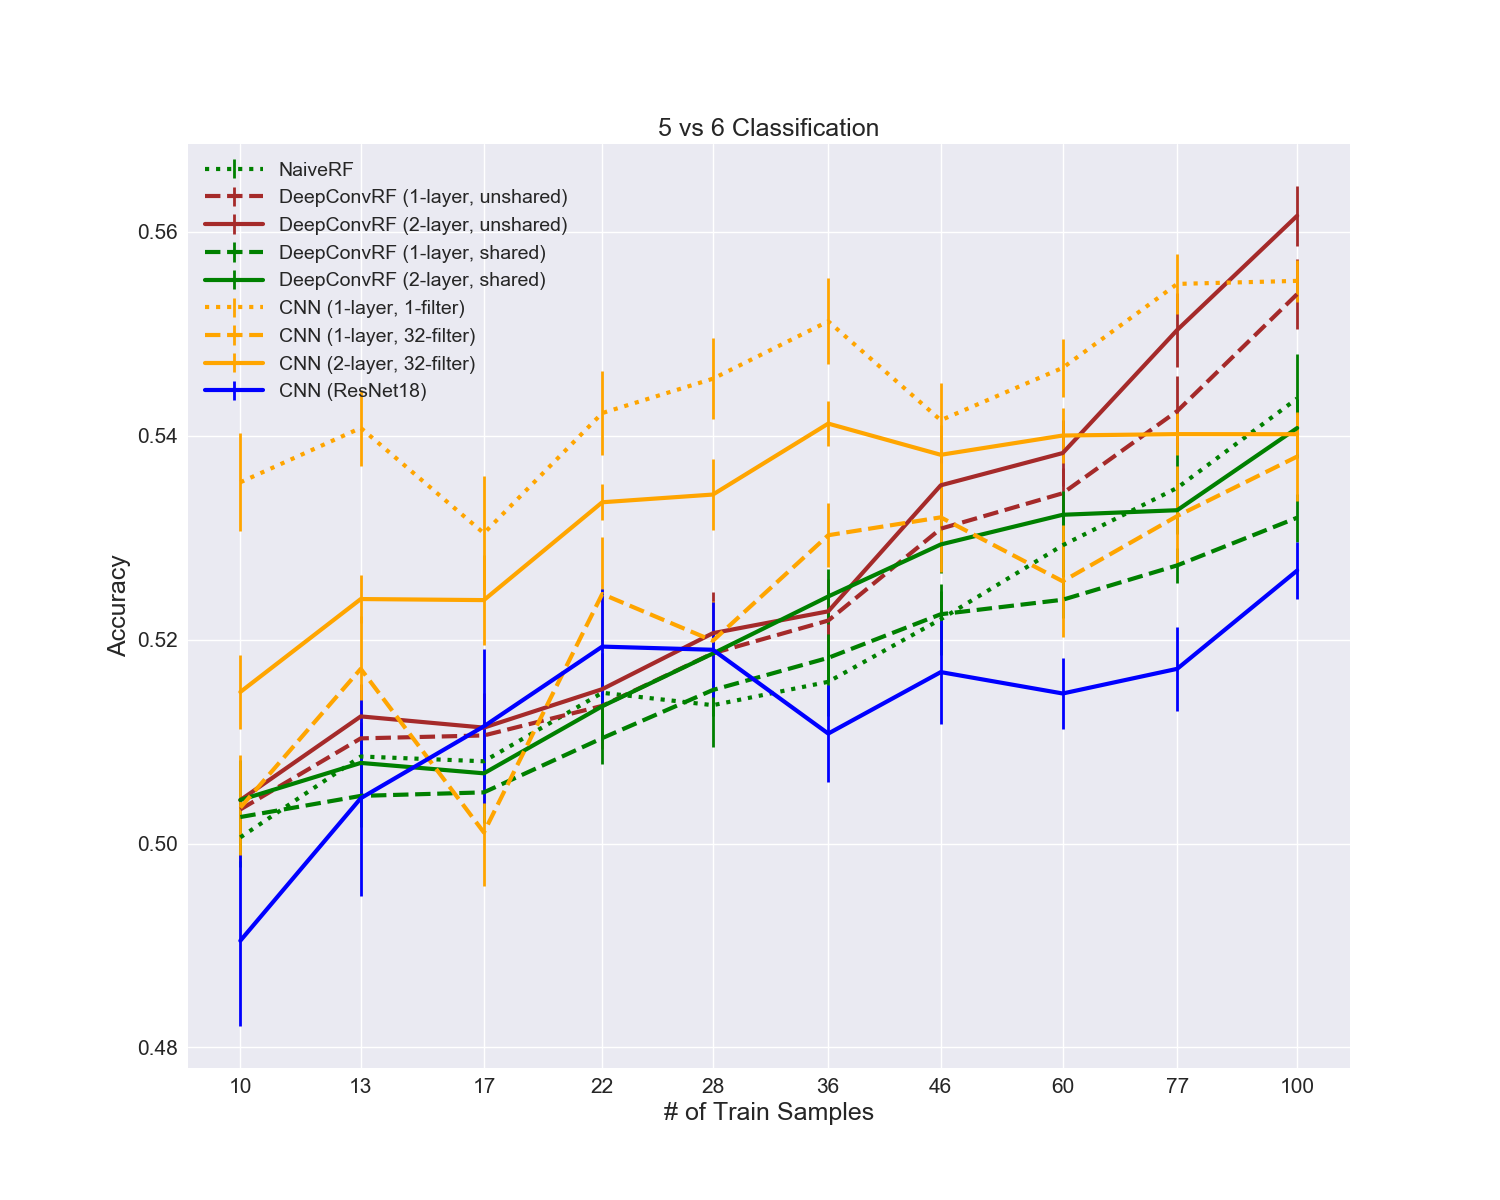 5 vs 6 Classification
NaiveRF
DeepConvRF (1-layer, unshared)
DeepConvRF (2-layer, unshared)
DeepConvRF (1-layer, shared)
DeepConvRF (2-layer, shared)
CNN (1-layer, 1-filter)
CNN (1-layer, 32-filter)
CNN (2-layer, 32-filter)
CNN (ResNet18)
Accuracy
0.56
0.54
0.52
0.50
0.48
10 13 17 22 28 36 46 60 77 100
# of Train Samples